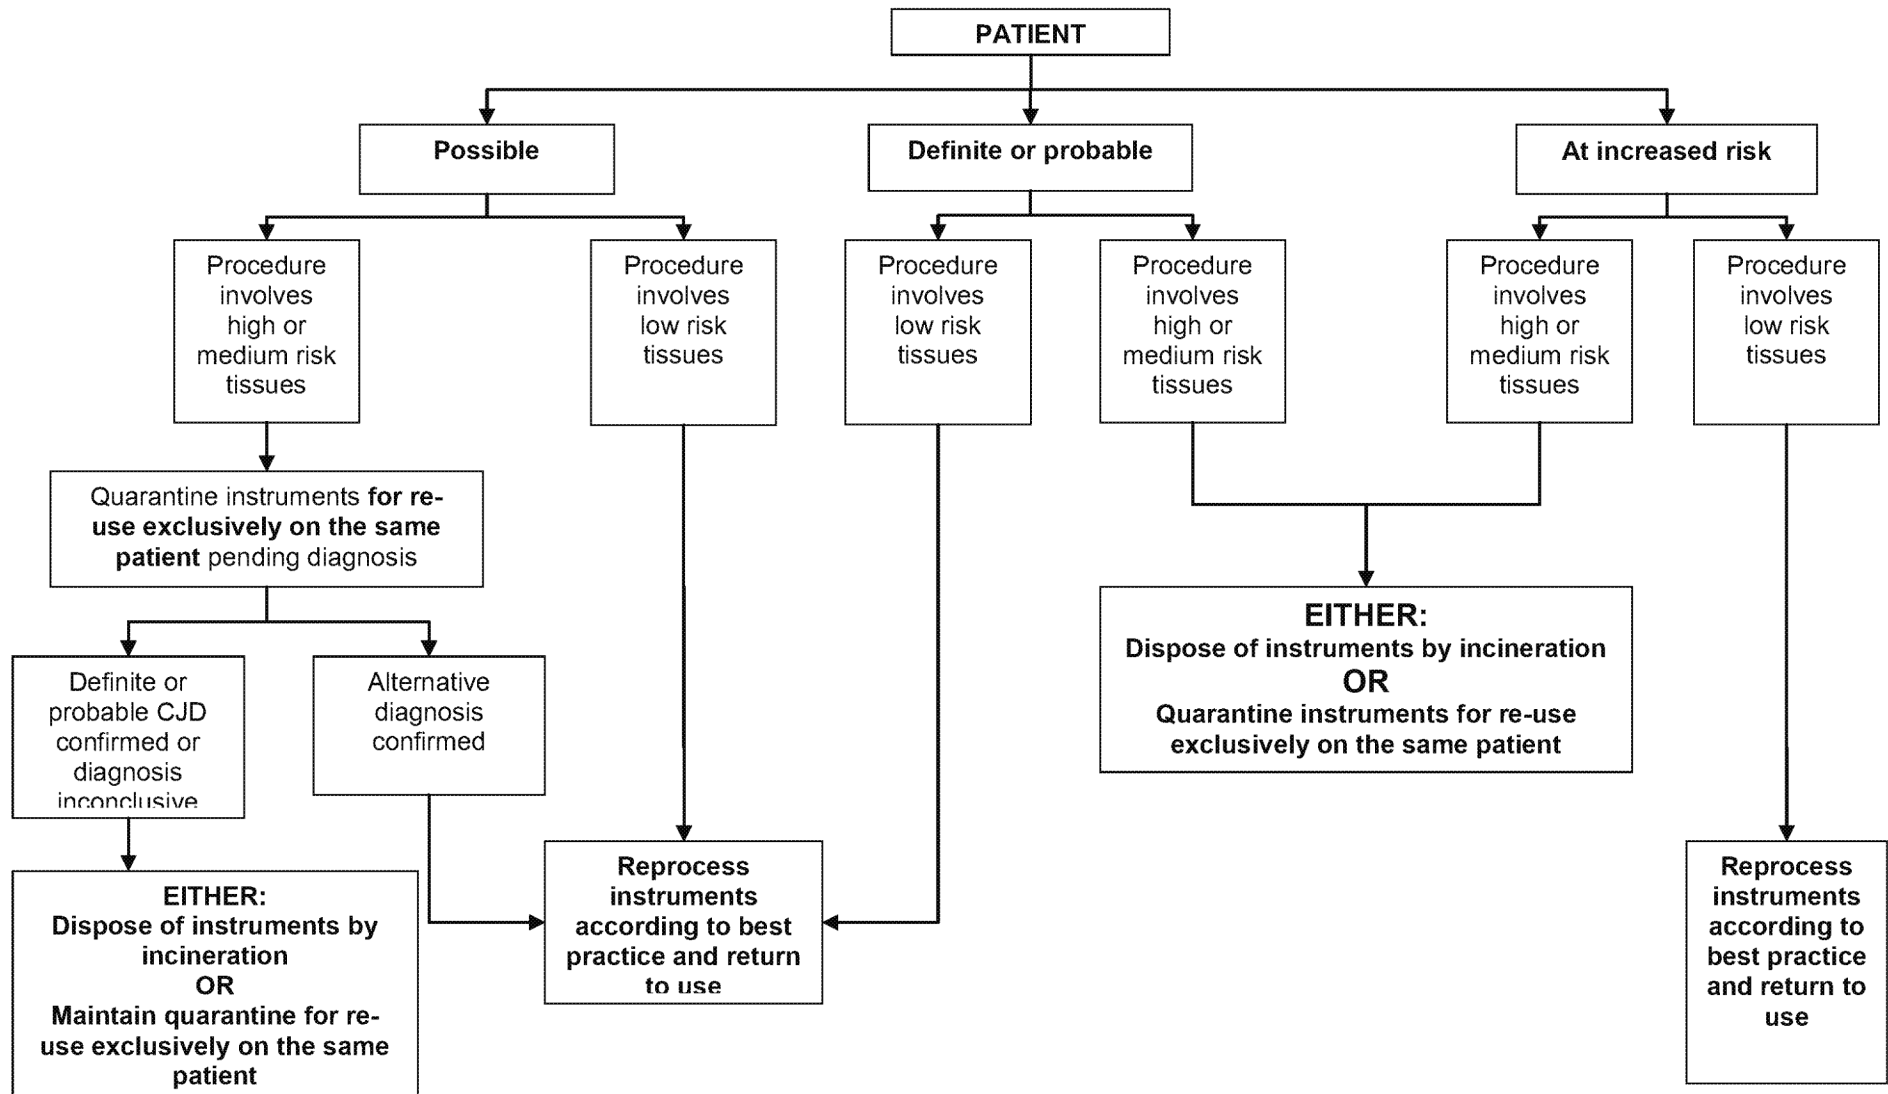 PATIENT
Possible
Definite or probable
At increased risk
Procedure
involves
high or
medium risk
tissues
Procedure
involves
low risk
tissues
Procedure
involves
low risk
tissues
Procedure
involves
high or
medium risk
tissues
Procedure
involves
high or
medium risk
tissues
Procedure
involves
low risk
tissues
Quarantine instruments for re-
use exclusively on the same
patient pending diagnosis
Definite or
probable CJD
confirmed or
diagnosis
inconclusive
Alternative
diagnosis
confirmed
EITHER:
Dispose of instruments by incineration
OR
Quarantine instruments for re-use
exclusively on the same patient
EITHER:
Dispose of instruments by
incineration
OR
Maintain quarantine for re-
use exclusively on the same
patient
Reprocess
instruments
according to best
practice and return
to use
Reprocess
instruments
according to
best practice
and return to
use